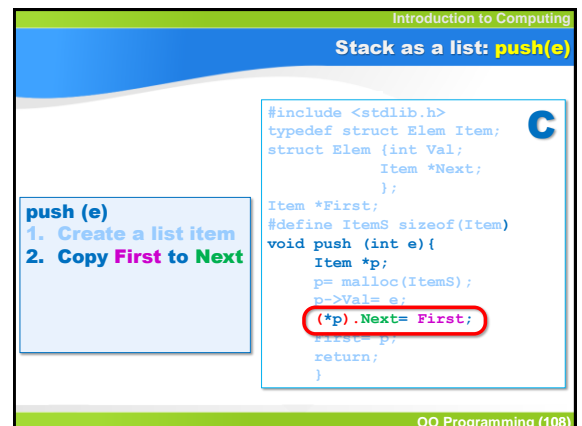 Introduction to Computing
Stack as a list: push(e)
push (e)
1. Create a list item
2. Copy First to Next
C
#include <stdlib.h>
typedef struct Elem Item;
struct Elem {int Val;
Item *Next;
};
Item *First;
#define ItemS sizeof(Item)
void push (int e){
Item *p;
p= malloc(ItemS);
p->Val= e;
(*p).Next= First;
First= p;
return;
}
OO Programming (108)